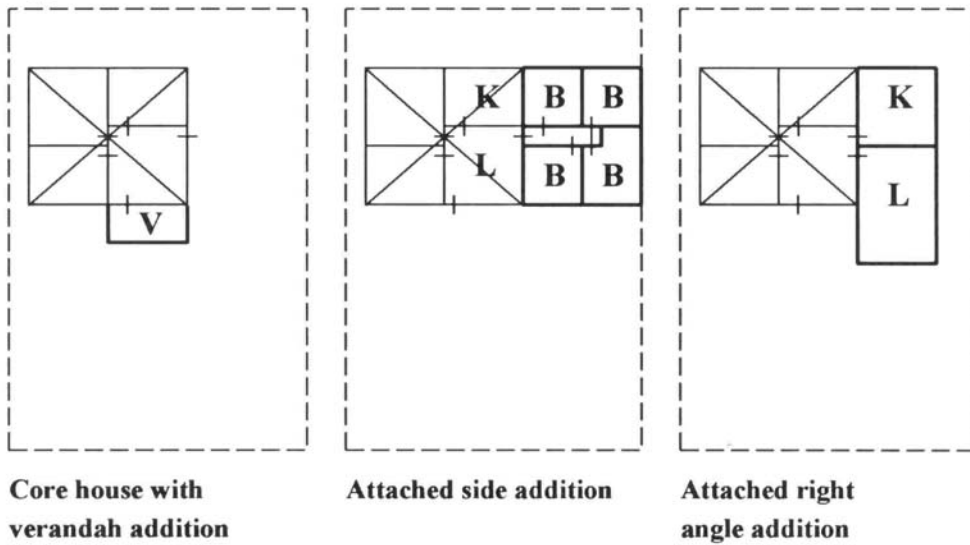 K B B K
L B B L
V
Core house with
verandah addition
Attached side addition
Attached right
angle addition